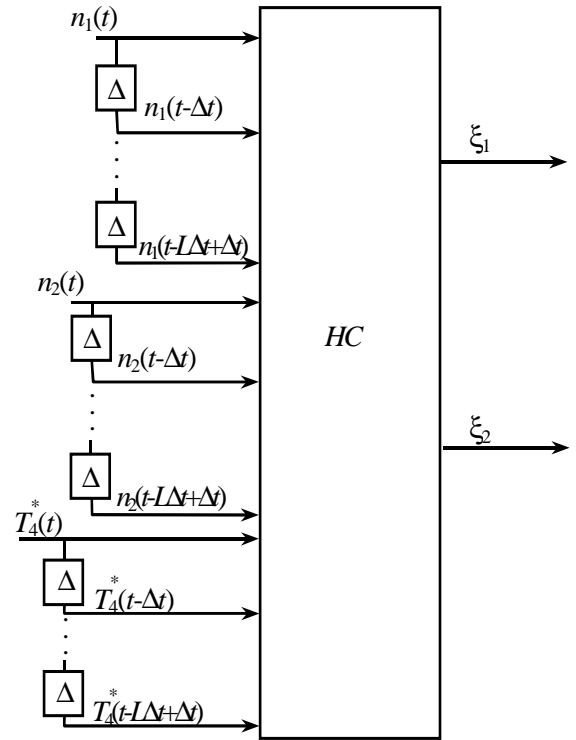 n₁(t)
Δ
n₁(t-Δt)
Δ
n₁(t-LΔt+Δt)
n₂(t)
Δ
n₂(t-Δt)
Δ
n₂(t-LΔt+Δt)
T₄*(t)
Δ
T₄*(t-Δt)
Δ
T₄*(t-LΔt+Δt)
HC
ξ₁
ξ₂